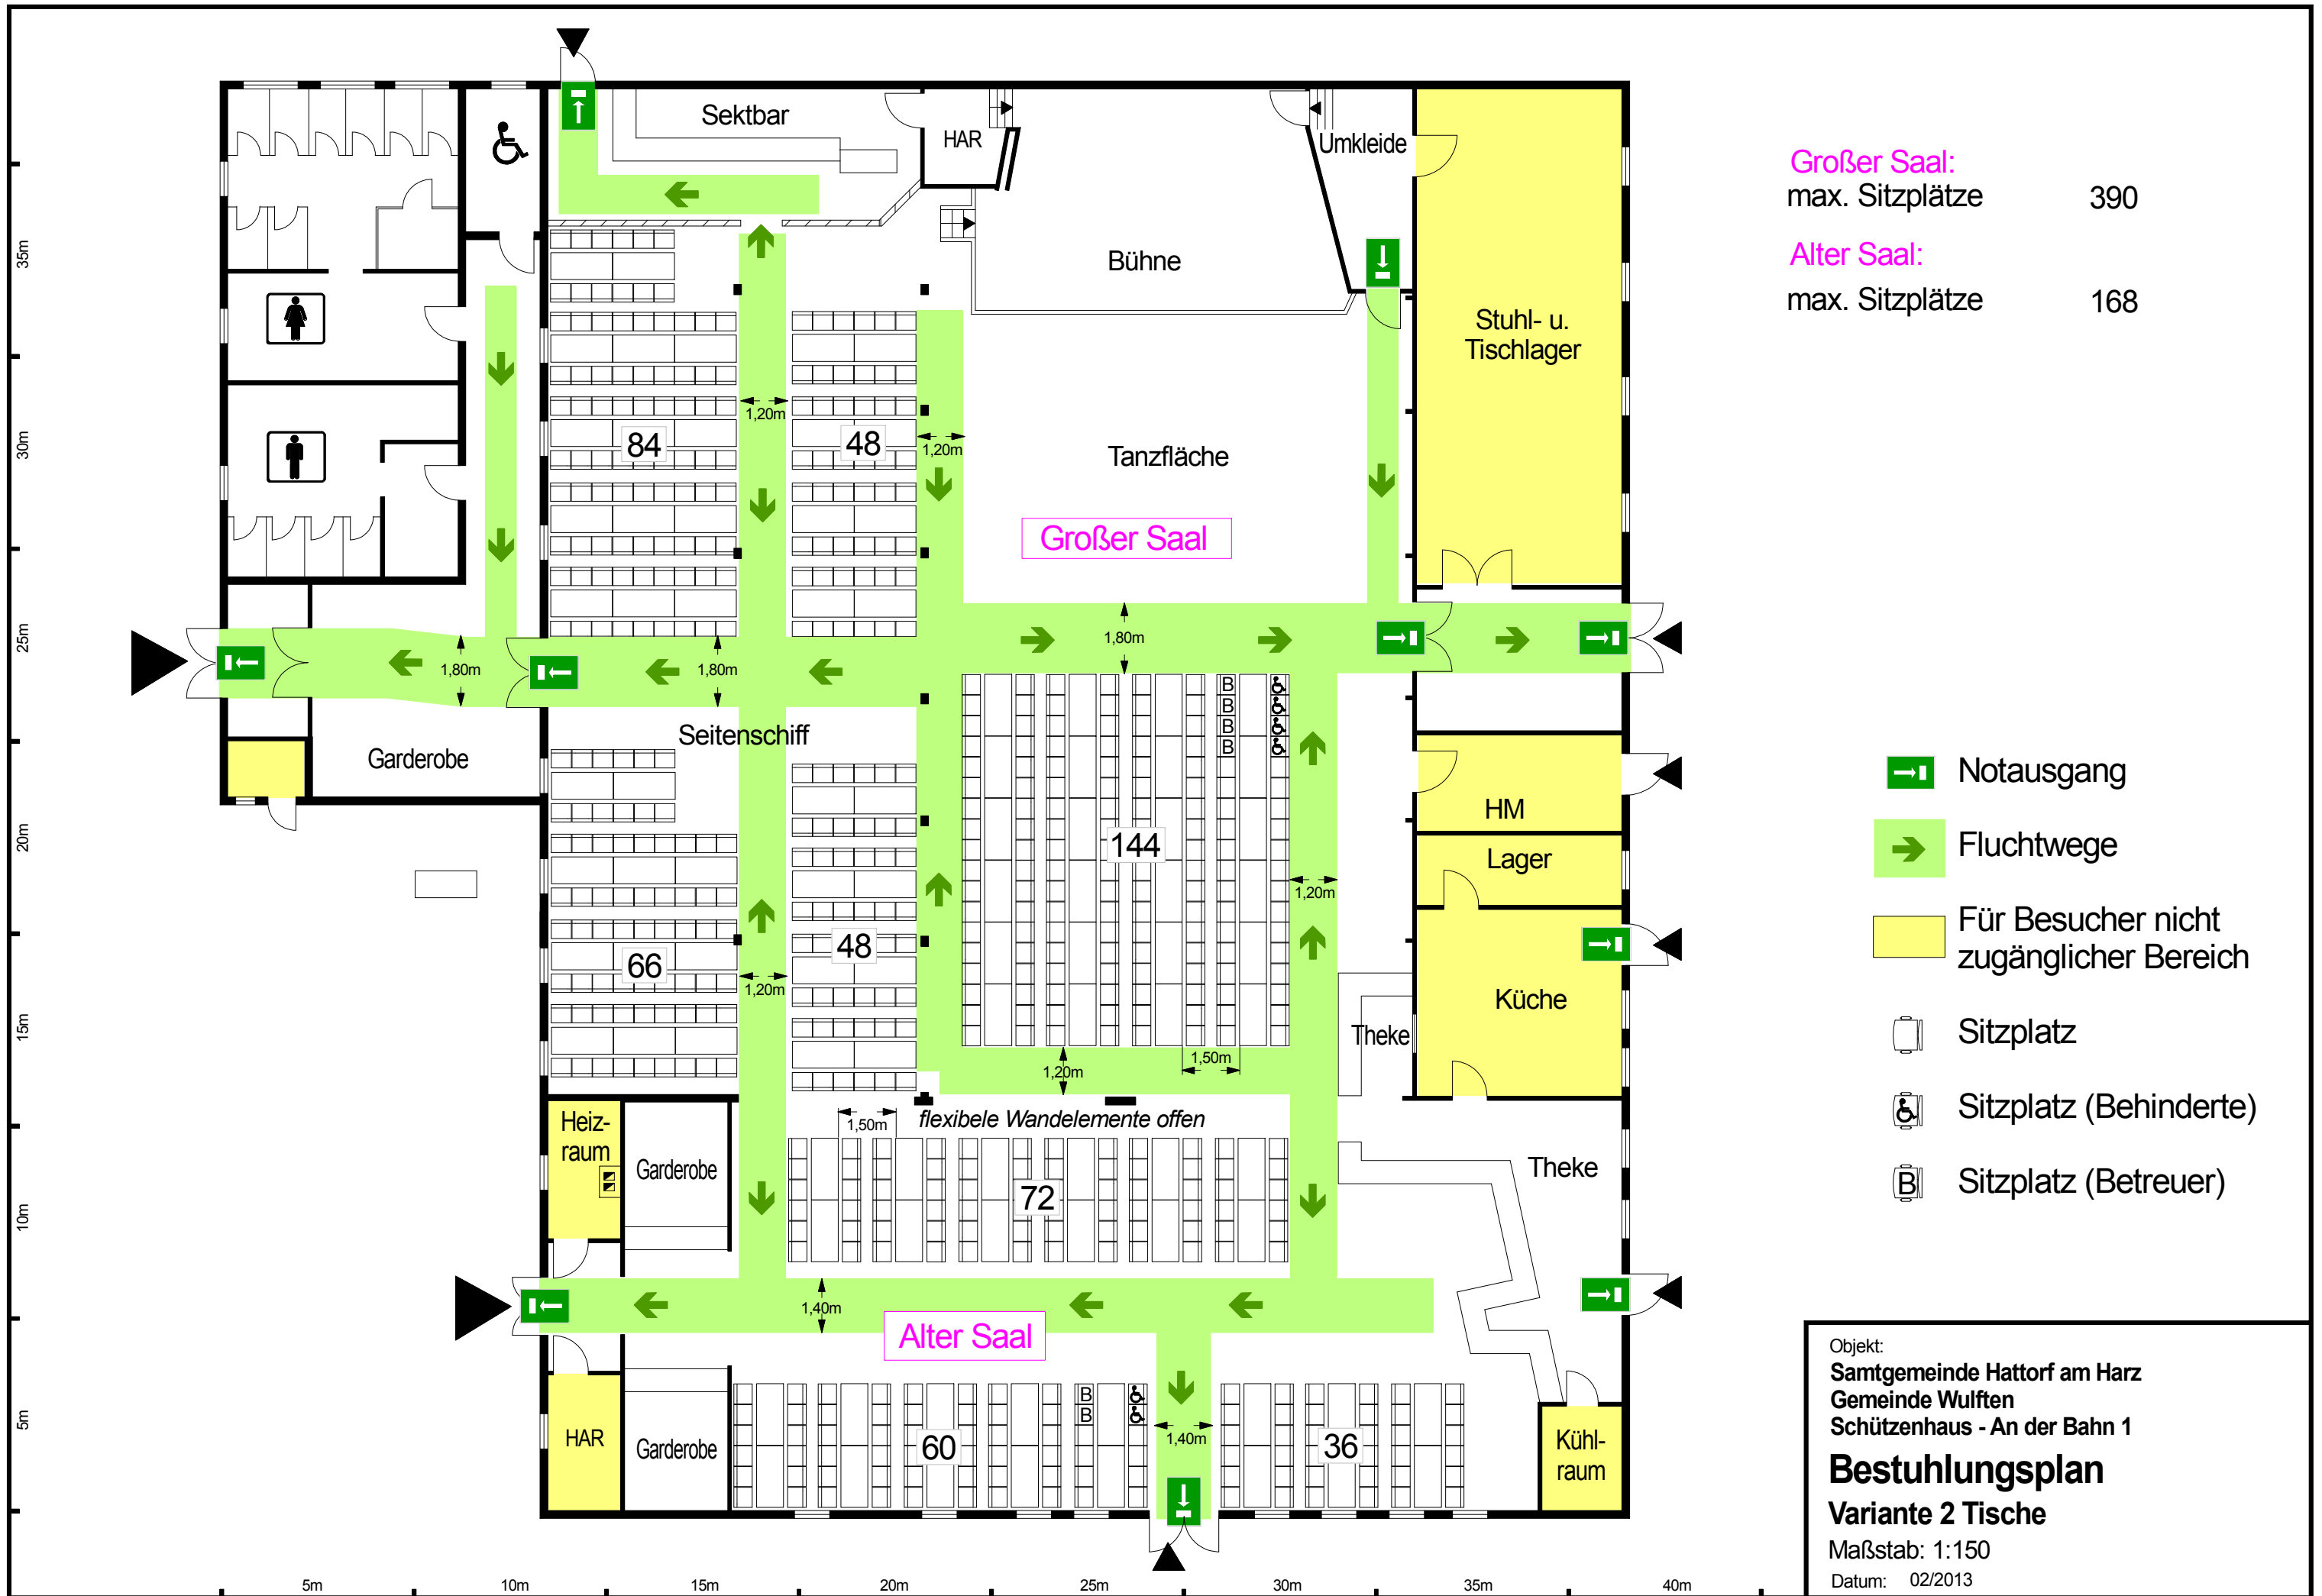 Sektbar
HAR
Umkleide
Großer Saal:
max. Sitzplätze 390
Alter Saal:
max. Sitzplätze 168
Bühne
Stuhl- u.
Tischlager
35m
30m
25m
20m
15m
10m
5m
1,20m
84
48
1,20m
Tanzfläche
Großer Saal
1,80m
1,80m
1,80m
B
B
B
B
Seitenschiff
Garderobe
HM
144
Lager
1,20m
48
66
1,20m
Küche
Theke
1,50m
1,20m
flexibele Wandelemente offen
1,50m
Heiz-
raum
Garderobe
72
Theke
1,40m
Alter Saal
B
B
HAR
Garderobe
60
1,40m
36
Kühl-
raum
Notausgang
Fluchtwege
Für Besucher nicht
zugänglicher Bereich
Sitzplatz
Sitzplatz (Behinderte)
B
Sitzplatz (Betreuer)
Objekt:
Samtgemeinde Hattorf am Harz
Gemeinde Wulften
Schützenhaus - An der Bahn 1
Bestuhlungsplan
Variante 2 Tische
Maßstab: 1:150
Datum: 02/2013
5m
10m
15m
20m
25m
30m
35m
40m